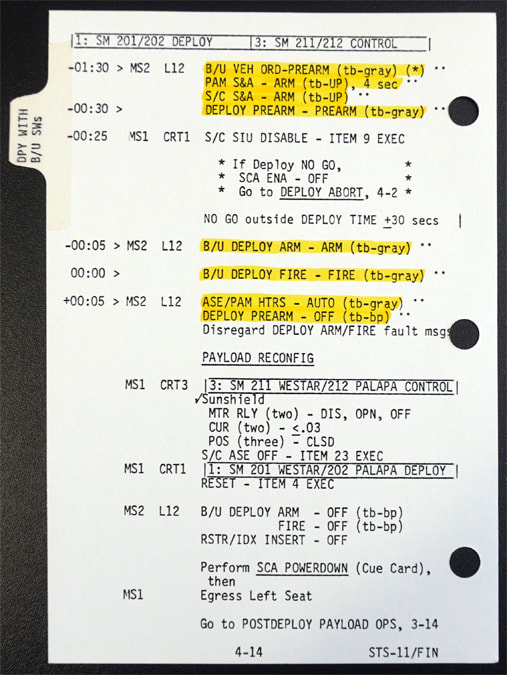 1: SM 201/202 DEPLOY 3: SM 211/212 CONTROL
-01:30 > MS2 L12 B/U VEH ORD-PREARM (tb-gray) (*) ··
PAM S&A - ARM (tb-UP), 4 sec ··
S/C S&A - ARM (tb-UP) ··
-00:30 > DEPLOY PREARM - PREARM (tb-gray) ··
DPY WITH
B/U SWs
-00:25 MS1 CRT1 S/C SIU DISABLE - ITEM 9 EXEC
* If Deploy NO GO, *
* SCA ENA - OFF *
* Go to DEPLOY ABORT, 4-2 *
NO GO outside DEPLOY TIME ±30 secs |
-00:05 > MS2 L12 B/U DEPLOY ARM - ARM (tb-gray) ··
00:00 > B/U DEPLOY FIRE - FIRE (tb-gray) ··
+00:05 > MS2 L12 ASE/PAM HTRS - AUTO (tb-gray) ··
DEPLOY PREARM - OFF (tb-bp) ··
Disregard DEPLOY ARM/FIRE fault msgs
PAYLOAD RECONFIG
MS1 CRT3 3: SM 211 WESTAR/212 PALAPA CONTROL
✓Sunshield
MTR RLY (two) - DIS, OPN, OFF
CUR (two) - ≤.03
POS (three) - CLSD
S/C ASE OFF - ITEM 23 EXEC
MS1 CRT1 1: SM 201 WESTAR/202 PALAPA DEPLOY
RESET - ITEM 4 EXEC
MS2 L12 B/U DEPLOY ARM - OFF (tb-bp)
FIRE - OFF (tb-bp)
RSTR/IDX INSERT - OFF
Perform SCA POWERDOWN (Cue Card),
then
MS1 Egress Left Seat
Go to POSTDEPLOY PAYLOAD OPS, 3-14
4-14 STS-11/FIN